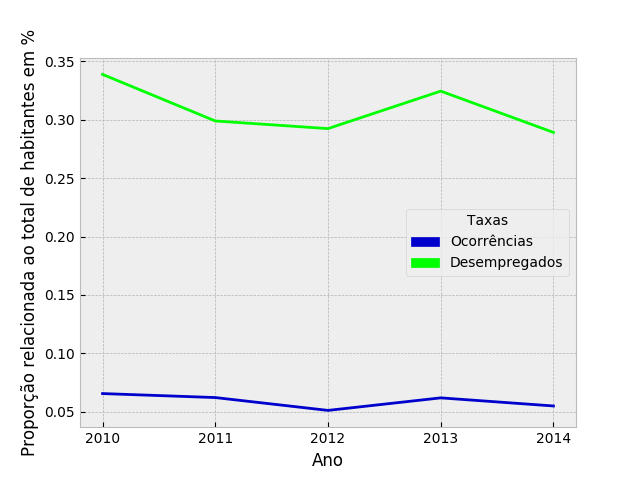 Proporção relacionada ao total de habitantes em %
0.35
0.30
0.25
0.20
0.15
0.10
0.05
Taxas
Ocorrências
Desempregados
2010 2011 2012 2013 2014
Ano